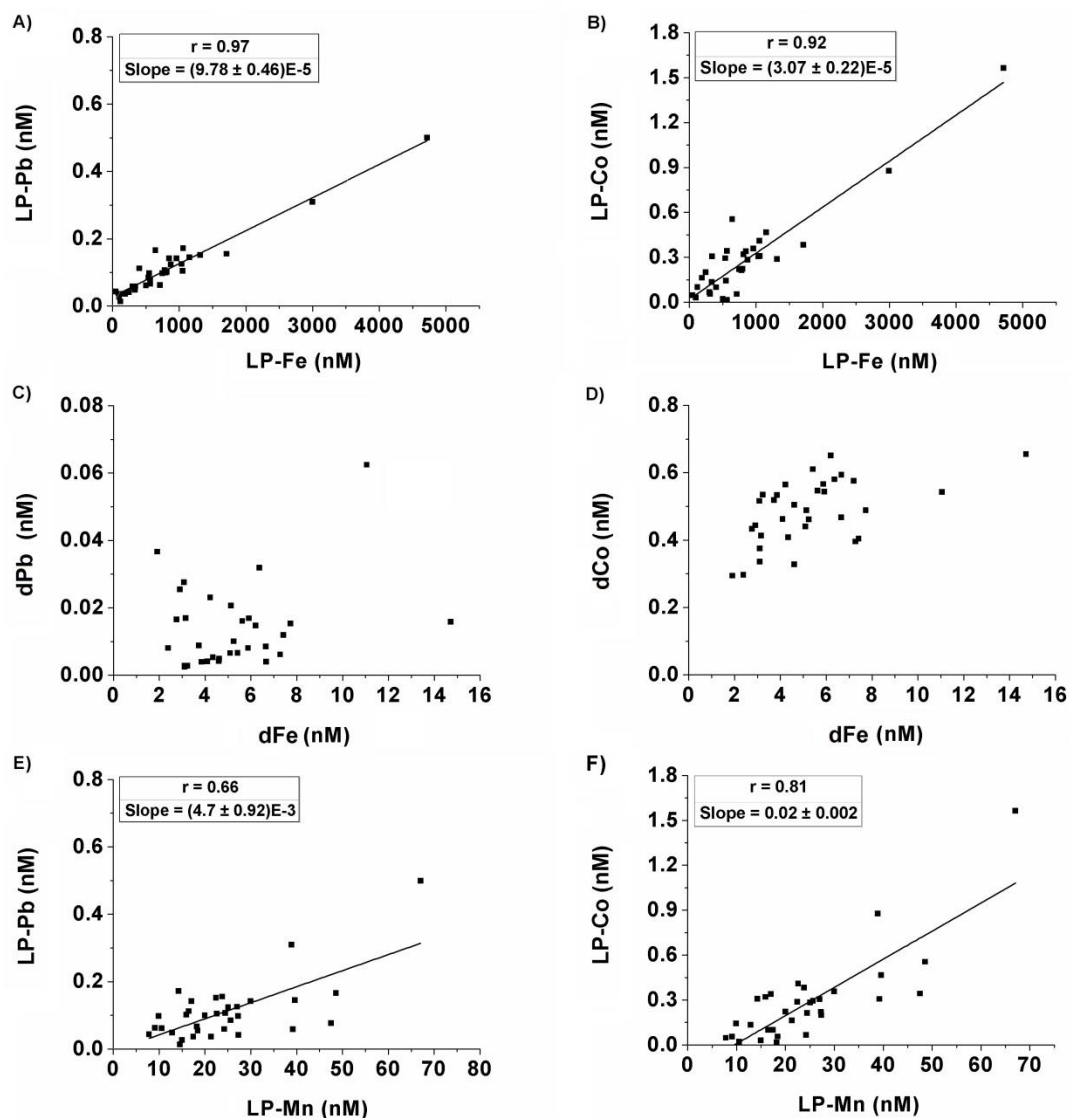 A)
r = 0.97
Slope = (9.78 ± 0.46)E-5
LP-Pb (nM)
0.8
0.6
0.4
0.2
0.0
0 1000 2000 3000 4000 5000
LP-Fe (nM)
B)
r = 0.92
Slope = (3.07 ± 0.22)E-5
LP-Co (nM)
1.8
1.5
1.2
0.9
0.6
0.3
0.0
0 1000 2000 3000 4000 5000
LP-Fe (nM)
C)
dPb (nM)
0.08
0.06
0.04
0.02
0.00
0 2 4 6 8 10 12 14 16
dFe (nM)
D)
dCo (nM)
0.8
0.6
0.4
0.2
0.0
0 2 4 6 8 10 12 14 16
dFe (nM)
E)
r = 0.66
Slope = (4.7 ± 0.92)E-3
LP-Pb (nM)
0.8
0.6
0.4
0.2
0.0
0 10 20 30 40 50 60 70 80
LP-Mn (nM)
F)
r = 0.81
Slope = 0.02 ± 0.002
LP-Co (nM)
1.8
1.5
1.2
0.9
0.6
0.3
0.0
0 10 20 30 40 50 60 70
LP-Mn (nM)